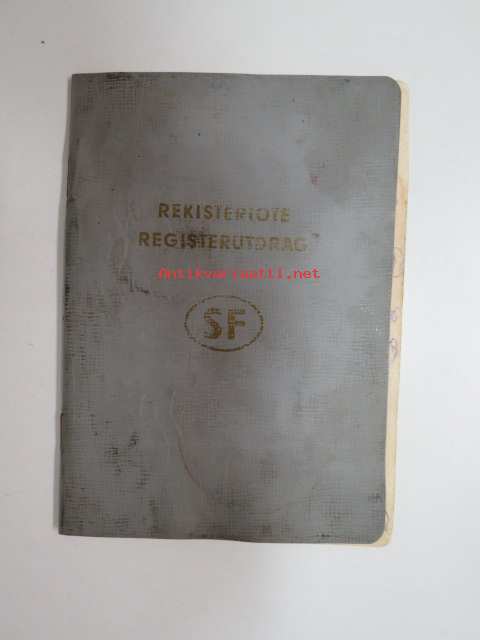 REKISTERIOTE
REGISTERUTDRAG
Antikvariaatti.net
SF